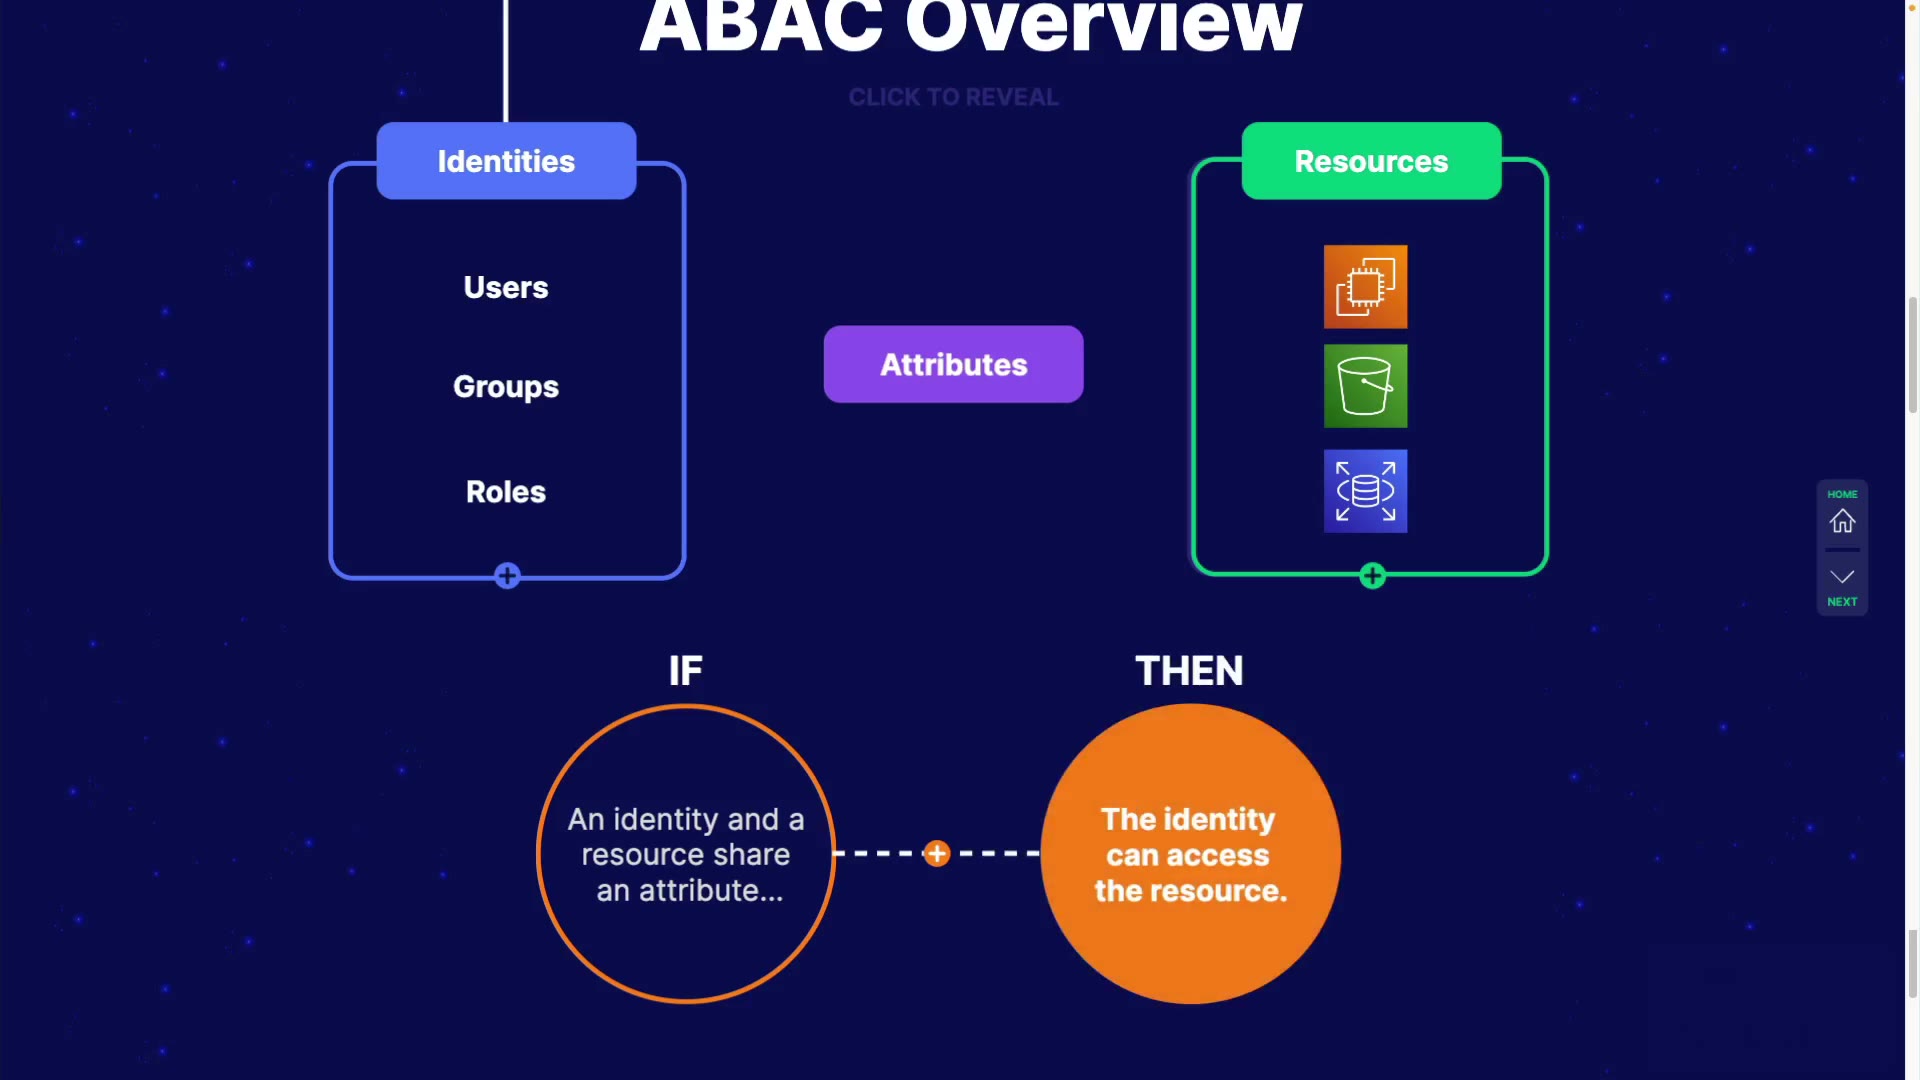 ABAC Overview
CLICK TO REVEAL
Identities
Users
Groups
Roles
Attributes
Resources
HOME
NEXT
IF
An identity and a
resource share
an attribute...
THEN
The identity
can access
the resource.